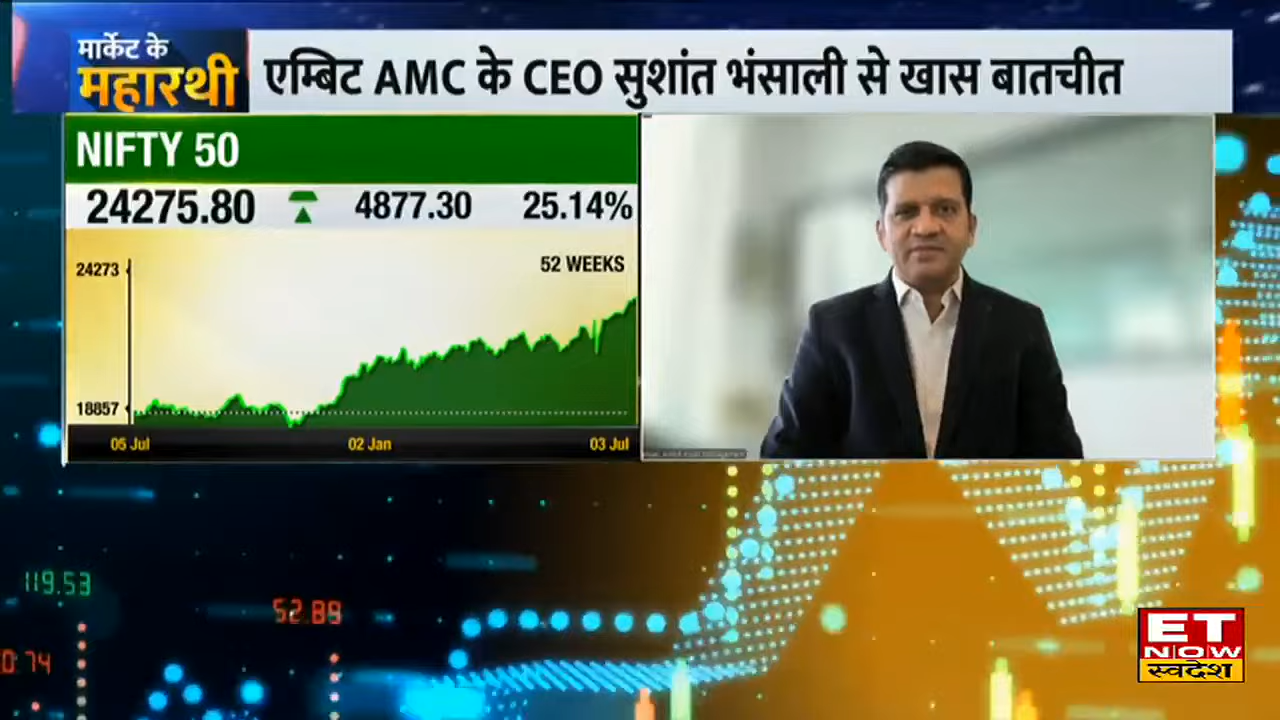 मार्केट के
महारथी
एम्बिट AMC के CEO सुशांत भंसाली से खास बातचीत
NIFTY 50
24275.80 4877.30 25.14%
52 WEEKS
24273
18857
05 Jul 02 Jan 03 Jul
119.53
52.89
0.74
ET
NOW
स्वदेश